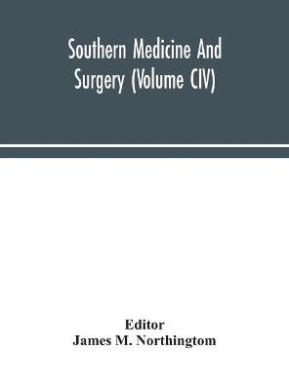 Southern Medicine And
Surgery (Volume CIV)
Editor
James M. Northingtom